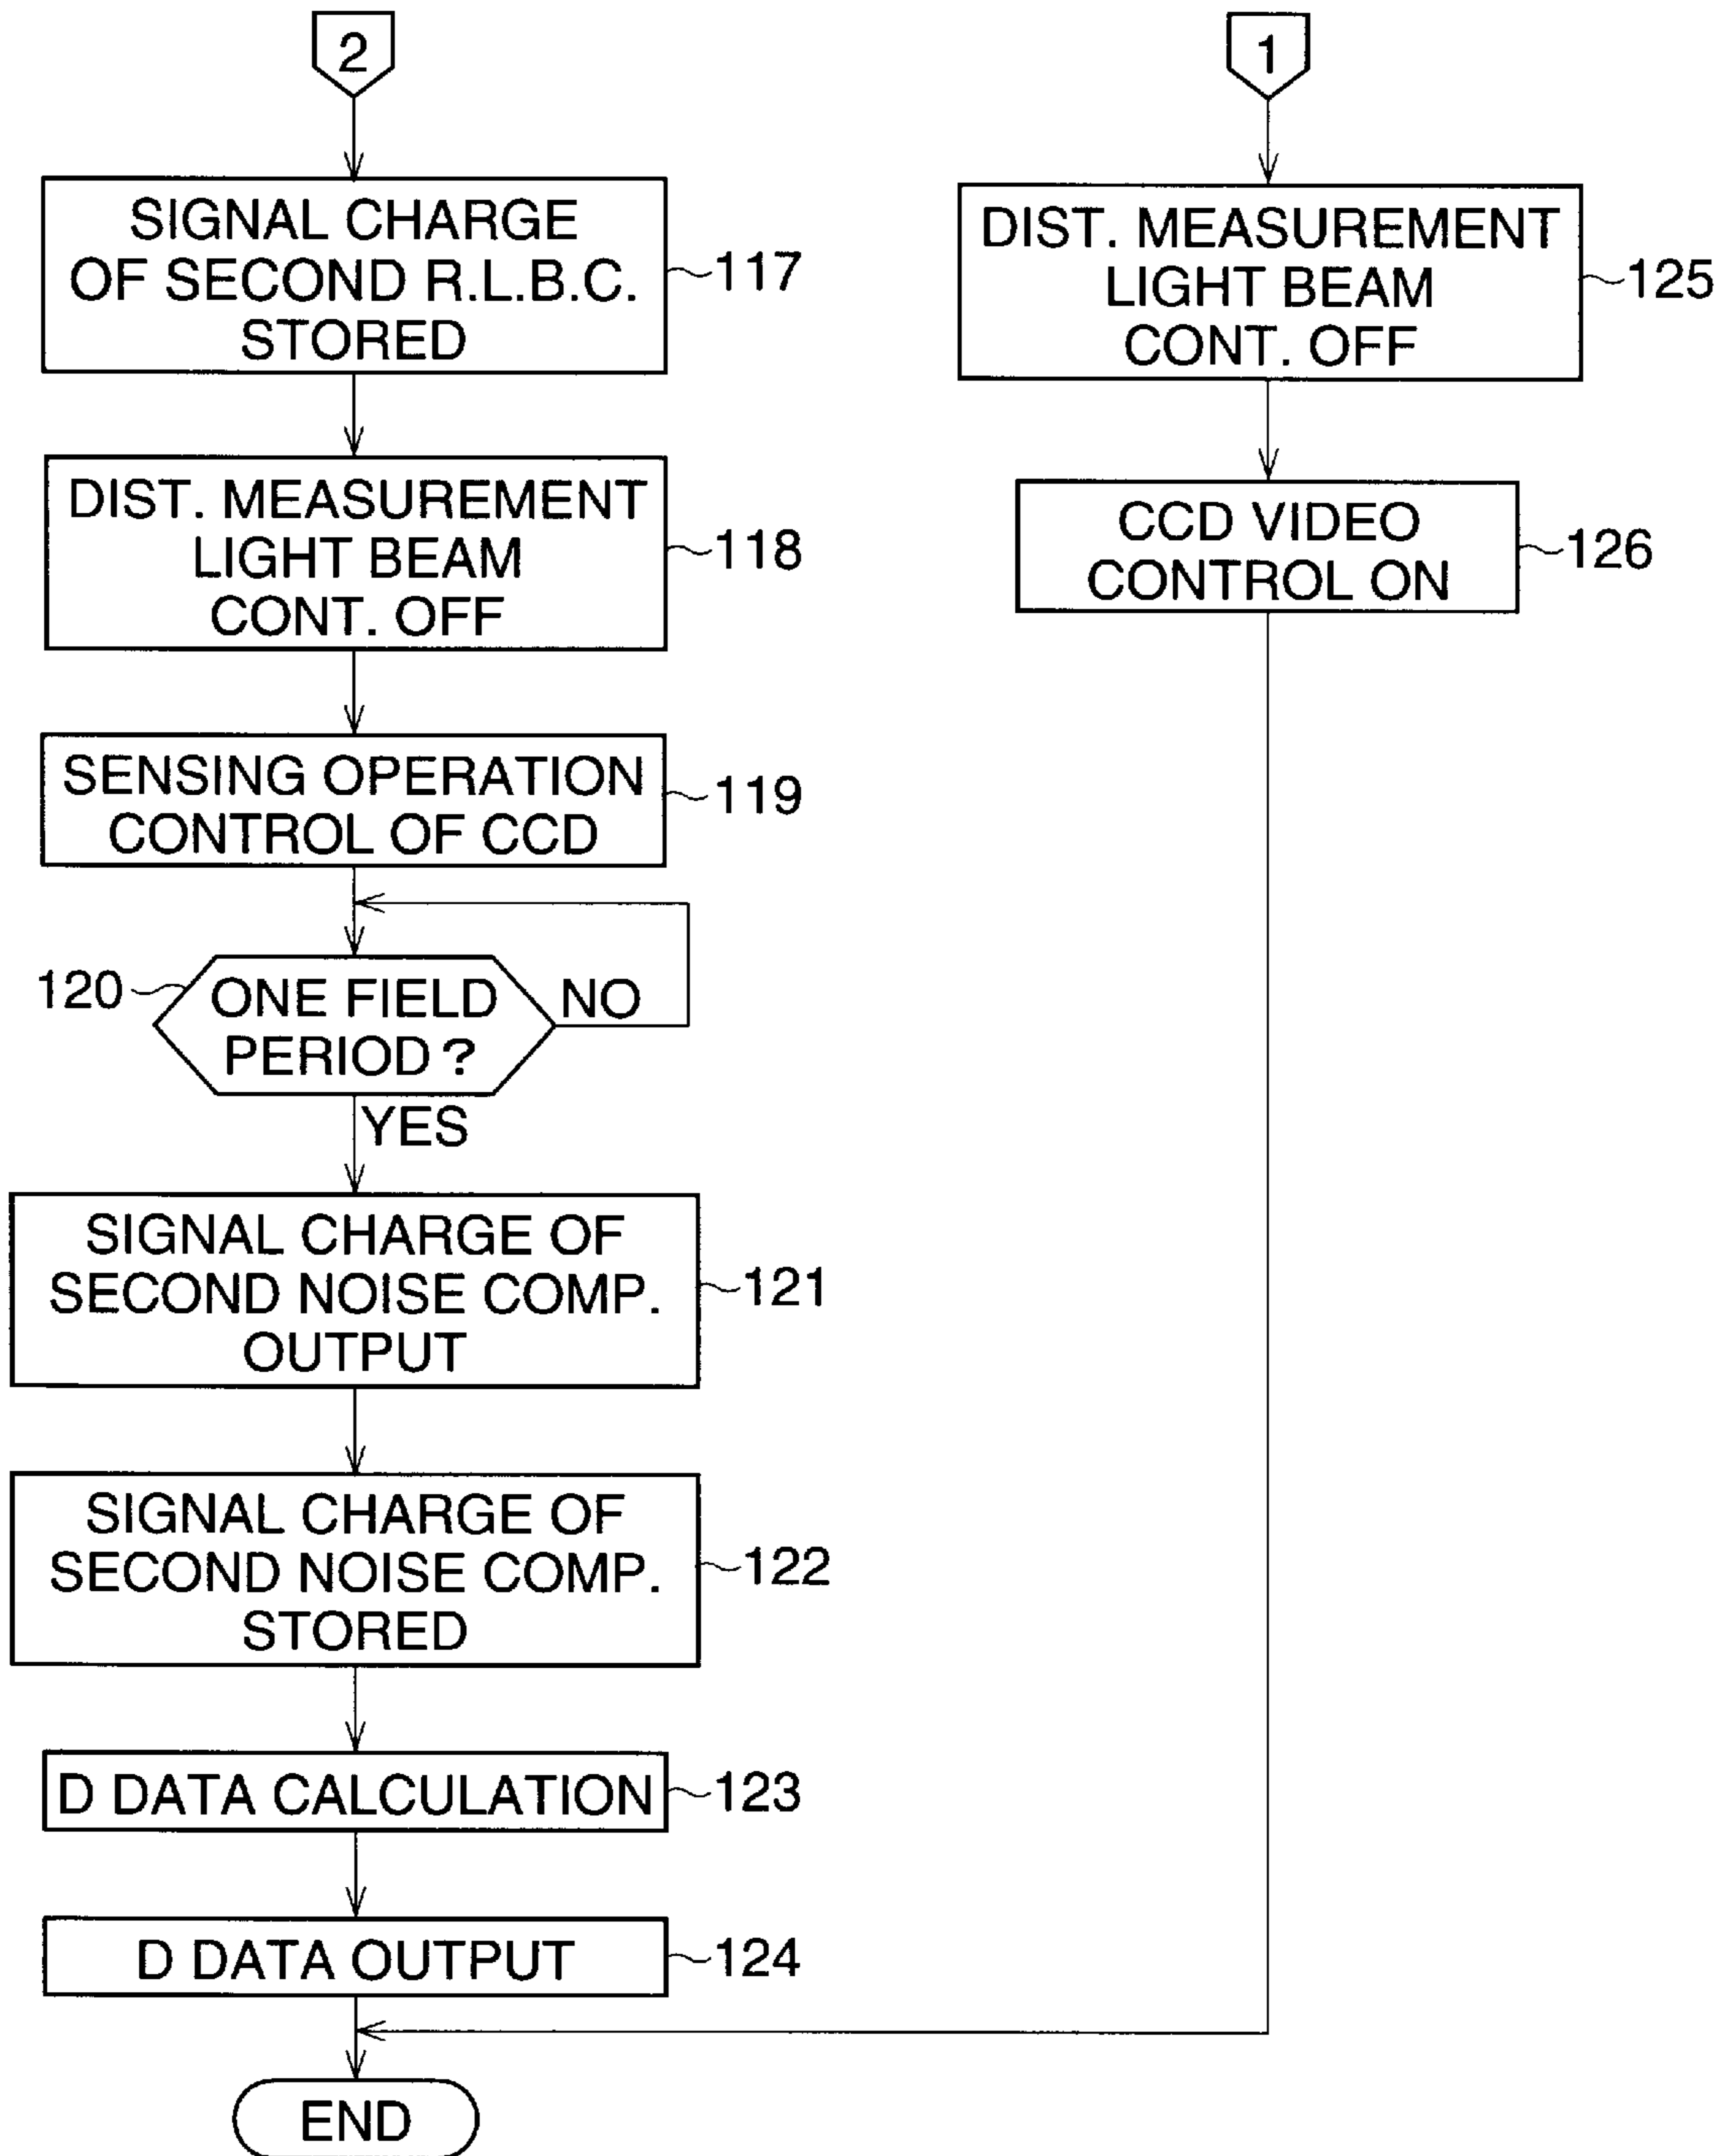 2
SIGNAL CHARGE
OF SECOND R.L.B.C.
STORED
117
DIST. MEASUREMENT
LIGHT BEAM
CONT. OFF
118
SENSING OPERATION
CONTROL OF CCD
119
120
ONE FIELD
PERIOD ?
NO
YES
SIGNAL CHARGE OF
SECOND NOISE COMP.
OUTPUT
121
SIGNAL CHARGE OF
SECOND NOISE COMP.
STORED
122
D DATA CALCULATION
123
D DATA OUTPUT
124
END
1
DIST. MEASUREMENT
LIGHT BEAM
CONT. OFF
125
CCD VIDEO
CONTROL ON
126